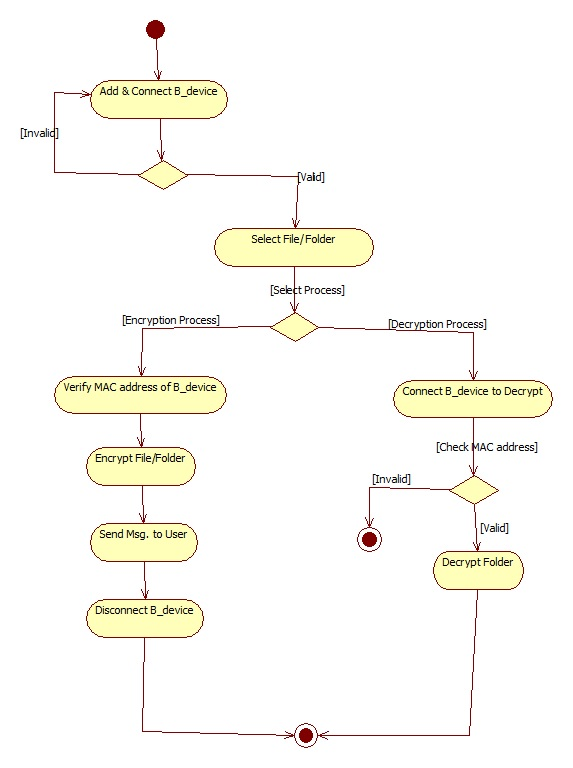 Add & Connect B_device
[Invalid]
[Valid]
Select File/Folder
[Select Process]
[Encryption Process]
[Decryption Process]
Verify MAC address of B_device
Connect B_device to Decrypt
[Check MAC address]
Encrypt File/Folder
[Invalid]
[Valid]
Send Msg. to User
Decrypt Folder
Disconnect B_device